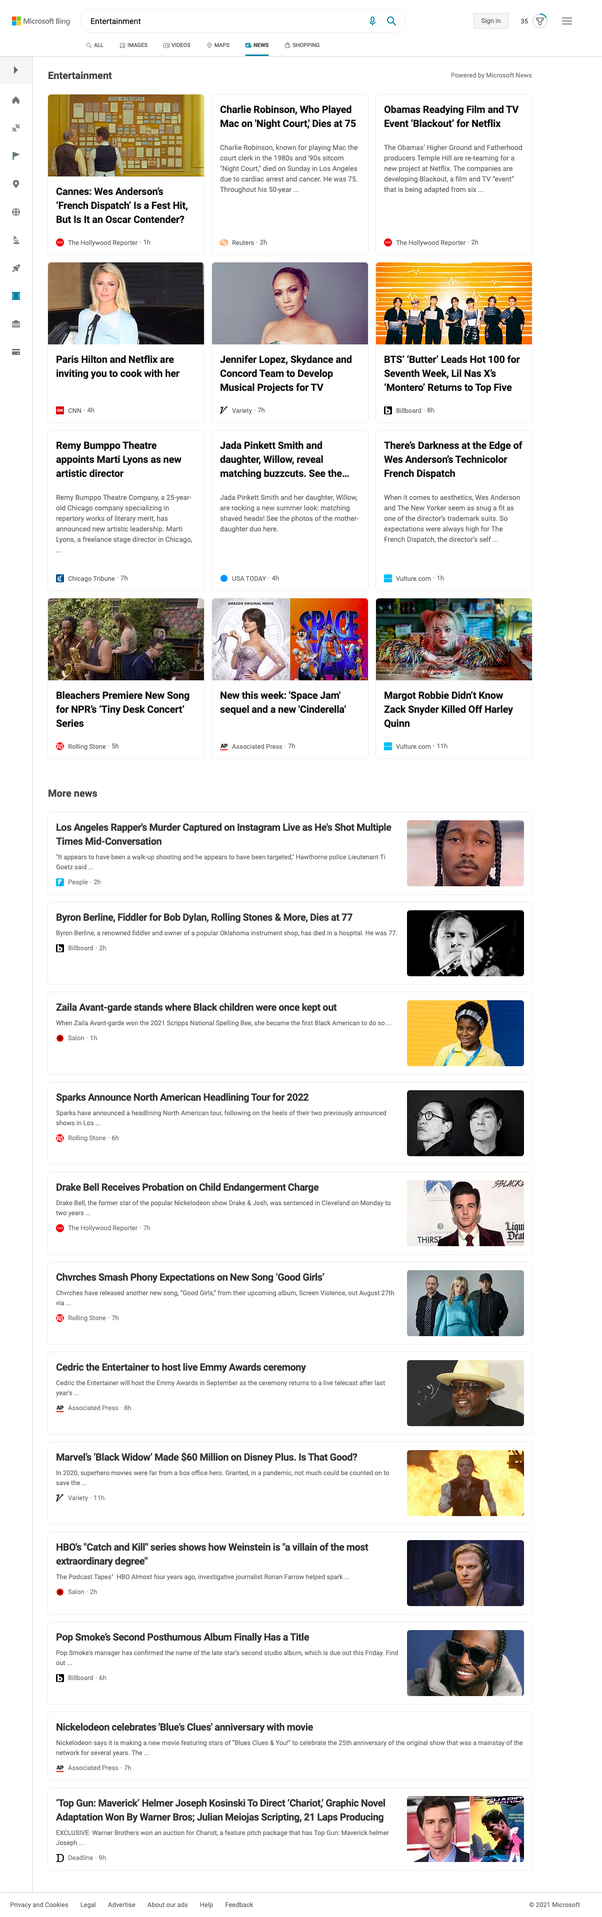 Microsoft Bing
Entertainment
Sign in
35
ALL
IMAGES
VIDEOS
MAPS
NEWS
SHOPPING
Entertainment
Powered by Microsoft News
Cannes: Wes Anderson's
'French Dispatch' Is a Fest Hit,
But Is It an Oscar Contender?
The Hollywood Reporter · 1h
Charlie Robinson, Who Played
Mac on 'Night Court,' Dies at 75
Charlie Robinson, known for playing Mac the
court clerk in the 1980s and '90s sitcom
"Night Court," died on Sunday in Los Angeles
due to cardiac arrest and cancer. He was 75.
Throughout his 50-year ...
Reuters · 2h
Obamas Readying Film and TV
Event 'Blackout' for Netflix
The Obamas' Higher Ground and Fatherhood
producers Temple Hill are re-teaming for a
new project at Netflix. The companies are
developing Blackout, a film and TV "event"
that is being adapted from six ...
The Hollywood Reporter · 2h
Paris Hilton and Netflix are
inviting you to cook with her
CNN · 4h
Jennifer Lopez, Skydance and
Concord Team to Develop
Musical Projects for TV
Variety · 7h
BTS' 'Butter' Leads Hot 100 for
Seventh Week, Lil Nas X's
'Montero' Returns to Top Five
Billboard · 8h
Remy Bumppo Theatre
appoints Marti Lyons as new
artistic director
Remy Bumppo Theatre Company, a 25-year-
old Chicago company specializing in
repertory works of literary merit, has
announced new artistic leadership. Marti
Lyons, a freelance stage director in Chicago,
...
Chicago Tribune · 7h
Jada Pinkett Smith and
daughter, Willow, reveal
matching buzzcuts. See the...
Jada Pinkett Smith and her daughter, Willow,
are rocking a new summer look: matching
shaved heads! See the photos of the mother-
daughter duo here.
USA TODAY · 4h
There's Darkness at the Edge of
Wes Anderson's Technicolor
French Dispatch
When it comes to aesthetics, Wes Anderson
and The New Yorker seem as snug a fit as
one of the director's trademark suits. So
expectations were always high for The
French Dispatch, the director's self ...
Vulture.com · 1h
Bleachers Premiere New Song
for NPR's 'Tiny Desk Concert'
Series
Rolling Stone · 5h
AMAZON ORIGINAL MOVIE
SPACE
New this week: 'Space Jam'
sequel and a new 'Cinderella'
Associated Press · 7h
Margot Robbie Didn't Know
Zack Snyder Killed Off Harley
Quinn
Vulture.com · 11h
More news
Los Angeles Rapper's Murder Captured on Instagram Live as He's Shot Multiple
Times Mid-Conversation
"It appears to have been a walk-up shooting and he appears to have been targeted," Hawthorne police Lieutenant Ti
Goetz said ...
People · 2h
Byron Berline, Fiddler for Bob Dylan, Rolling Stones & More, Dies at 77
Byron Berline, a renowned fiddler and owner of a popular Oklahoma instrument shop, has died in a hospital. He was 77.
Billboard · 2h
Zaila Avant-garde stands where Black children were once kept out
When Zaila Avant-garde won the 2021 Scripps National Spelling Bee, she became the first Black American to do so ...
Salon · 1h
Sparks Announce North American Headlining Tour for 2022
Sparks have announced a headlining North American tour, following on the heels of their two previously announced
shows in Los ...
Rolling Stone · 6h
Drake Bell Receives Probation on Child Endangerment Charge
Drake Bell, the former star of the popular Nickelodeon show Drake & Josh, was sentenced in Cleveland on Monday to
two years ...
The Hollywood Reporter · 7h
THIRST
Chvrches Smash Phony Expectations on New Song 'Good Girls'
Chvrches have released another new song, "Good Girls," from their upcoming album, Screen Violence, out August 27th
via ...
Rolling Stone · 7h
Cedric the Entertainer to host live Emmy Awards ceremony
Cedric the Entertainer will host the Emmy Awards in September as the ceremony returns to a live telecast after last
year's ...
Associated Press · 8h
Marvel's 'Black Widow' Made $60 Million on Disney Plus. Is That Good?
In 2020, superhero movies were far from a box office hero. Granted, in a pandemic, not much could be counted on to
save the ...
Variety · 11h
HBO's "Catch and Kill" series shows how Weinstein is "a villain of the most
extraordinary degree"
The Podcast Tapes" HBO Almost four years ago, investigative journalist Ronan Farrow helped spark ...
Salon · 2h
Pop Smoke's Second Posthumous Album Finally Has a Title
Pop Smoke's manager has confirmed the name of the late star's second studio album, which is due out this Friday. Find
out ...
Billboard · 6h
Nickelodeon celebrates 'Blue's Clues' anniversary with movie
Nickelodeon says it is making a new movie featuring stars of "Blues Clues & You!" to celebrate the 25th anniversary of the original show that was a mainstay of the
network for several years. The ...
Associated Press · 7h
'Top Gun: Maverick' Helmer Joseph Kosinski To Direct 'Chariot,' Graphic Novel
Adaptation Won By Warner Bros; Julian Meiojas Scripting, 21 Laps Producing
EXCLUSIVE: Warner Brothers won an auction for Chariot, a feature pitch package that has Top Gun: Maverick helmer
Joseph ...
Deadline · 9h
CHARIOT
Privacy and Cookies
Legal
Advertise
About our ads
Help
Feedback
© 2021 Microsoft